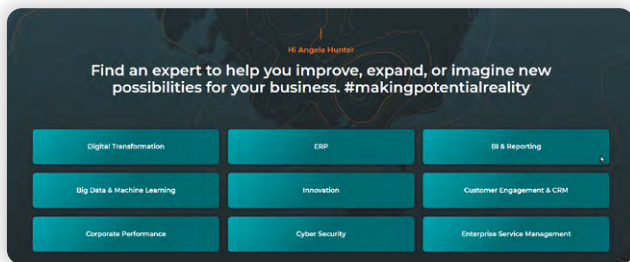 Hi Angela Hunter
Find an expert to help you improve, expand, or imagine new
possibilities for your business. #makingpotentialreality
Digital Transformation
ERP
BI & Reporting
Big Data & Machine Learning
Innovation
Customer Engagement & CRM
Corporate Performance
Cyber Security
Enterprise Service Management